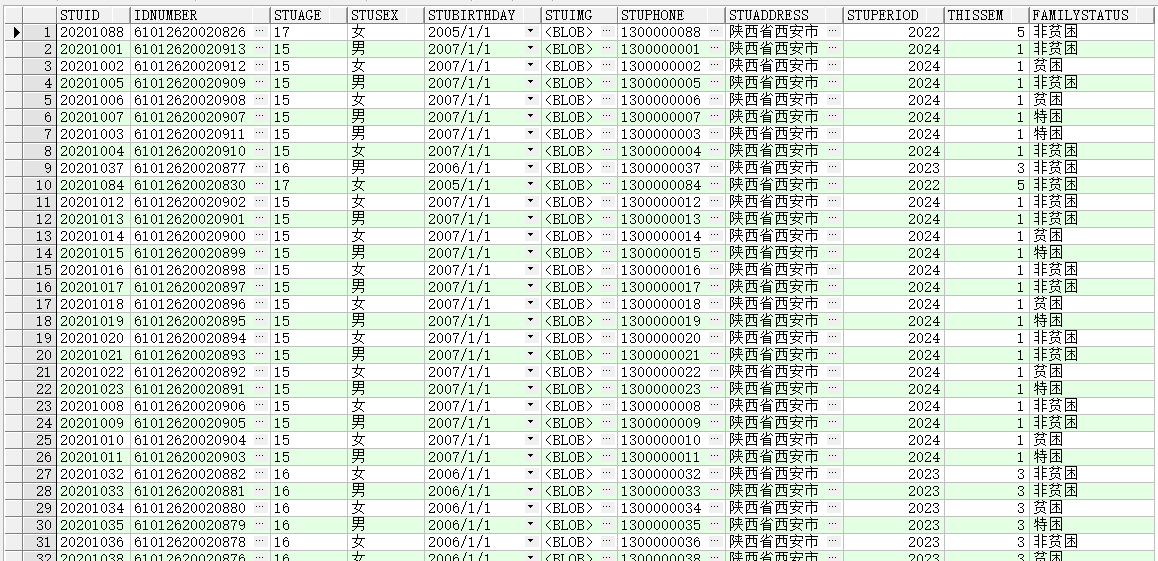 STUID IDNUMBER STUAGE STUSEX STUBIRTHDAY STUIMG STUPHONE STUADDRESS STUPERIOD THISSEM FAMILYSTATUS
1 20201088 61012620020826 ... 17 女 2005/1/1 <BLOB> ... 1300000088 ... 陕西省西安市 ... 2022 5 非贫困
2 20201001 61012620020913 ... 15 男 2007/1/1 <BLOB> ... 1300000001 ... 陕西省西安市 ... 2024 1 非贫困
3 20201002 61012620020912 ... 15 女 2007/1/1 <BLOB> ... 1300000002 ... 陕西省西安市 ... 2024 1 贫困
4 20201005 61012620020909 ... 15 男 2007/1/1 <BLOB> ... 1300000005 ... 陕西省西安市 ... 2024 1 非贫困
5 20201006 61012620020908 ... 15 女 2007/1/1 <BLOB> ... 1300000006 ... 陕西省西安市 ... 2024 1 贫困
6 20201007 61012620020907 ... 15 男 2007/1/1 <BLOB> ... 1300000007 ... 陕西省西安市 ... 2024 1 特困
7 20201003 61012620020911 ... 15 男 2007/1/1 <BLOB> ... 1300000003 ... 陕西省西安市 ... 2024 1 特困
8 20201004 61012620020910 ... 15 女 2007/1/1 <BLOB> ... 1300000004 ... 陕西省西安市 ... 2024 1 非贫困
9 20201037 61012620020877 ... 16 男 2006/1/1 <BLOB> ... 1300000037 ... 陕西省西安市 ... 2023 3 非贫困
10 20201084 61012620020830 ... 17 女 2005/1/1 <BLOB> ... 1300000084 ... 陕西省西安市 ... 2022 5 非贫困
11 20201012 61012620020902 ... 15 女 2007/1/1 <BLOB> ... 1300000012 ... 陕西省西安市 ... 2024 1 非贫困
12 20201013 61012620020901 ... 15 男 2007/1/1 <BLOB> ... 1300000013 ... 陕西省西安市 ... 2024 1 非贫困
13 20201014 61012620020900 ... 15 女 2007/1/1 <BLOB> ... 1300000014 ... 陕西省西安市 ... 2024 1 贫困
14 20201015 61012620020899 ... 15 男 2007/1/1 <BLOB> ... 1300000015 ... 陕西省西安市 ... 2024 1 特困
15 20201016 61012620020898 ... 15 女 2007/1/1 <BLOB> ... 1300000016 ... 陕西省西安市 ... 2024 1 非贫困
16 20201017 61012620020897 ... 15 男 2007/1/1 <BLOB> ... 1300000017 ... 陕西省西安市 ... 2024 1 非贫困
17 20201018 61012620020896 ... 15 女 2007/1/1 <BLOB> ... 1300000018 ... 陕西省西安市 ... 2024 1 贫困
18 20201019 61012620020895 ... 15 男 2007/1/1 <BLOB> ... 1300000019 ... 陕西省西安市 ... 2024 1 特困
19 20201020 61012620020894 ... 15 女 2007/1/1 <BLOB> ... 1300000020 ... 陕西省西安市 ... 2024 1 非贫困
20 20201021 61012620020893 ... 15 男 2007/1/1 <BLOB> ... 1300000021 ... 陕西省西安市 ... 2024 1 非贫困
21 20201022 61012620020892 ... 15 女 2007/1/1 <BLOB> ... 1300000022 ... 陕西省西安市 ... 2024 1 贫困
22 20201023 61012620020891 ... 15 男 2007/1/1 <BLOB> ... 1300000023 ... 陕西省西安市 ... 2024 1 特困
23 20201008 61012620020906 ... 15 女 2007/1/1 <BLOB> ... 1300000008 ... 陕西省西安市 ... 2024 1 非贫困
24 20201009 61012620020905 ... 15 男 2007/1/1 <BLOB> ... 1300000009 ... 陕西省西安市 ... 2024 1 非贫困
25 20201010 61012620020904 ... 15 女 2007/1/1 <BLOB> ... 1300000010 ... 陕西省西安市 ... 2024 1 贫困
26 20201011 61012620020903 ... 15 男 2007/1/1 <BLOB> ... 1300000011 ... 陕西省西安市 ... 2024 1 特困
27 20201032 61012620020882 ... 16 女 2006/1/1 <BLOB> ... 1300000032 ... 陕西省西安市 ... 2023 3 非贫困
28 20201033 61012620020881 ... 16 男 2006/1/1 <BLOB> ... 1300000033 ... 陕西省西安市 ... 2023 3 非贫困
29 20201034 61012620020880 ... 16 女 2006/1/1 <BLOB> ... 1300000034 ... 陕西省西安市 ... 2023 3 贫困
30 20201035 61012620020879 ... 16 男 2006/1/1 <BLOB> ... 1300000035 ... 陕西省西安市 ... 2023 3 特困
31 20201036 61012620020878 ... 16 女 2006/1/1 <BLOB> ... 1300000036 ... 陕西省西安市 ... 2023 3 非贫困
32 20201038 61012620020876 ... 16 女 2006/1/1 <BLOB> ... 1300000038 ... 陕西省西安市 ... 2023 3 贫困